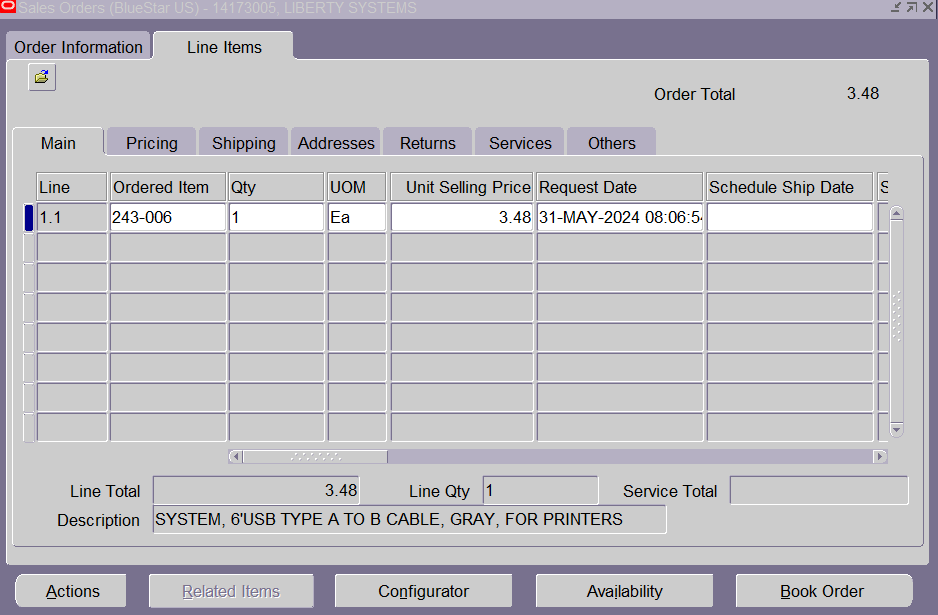 Sales Orders (BlueStar US) - 14173005, LIBERTY SYSTEMS
Order Information Line Items
Order Total 3.48
Main Pricing Shipping Addresses Returns Services Others
Line Ordered Item Qty UOM Unit Selling Price Request Date Schedule Ship Date S
1.1 243-006 1 Ea 3.48 31-MAY-2024 08:06:54
Line Total 3.48 Line Qty 1 Service Total
Description SYSTEM, 6'USB TYPE A TO B CABLE, GRAY, FOR PRINTERS
Actions Related Items Configurator Availability Book Order